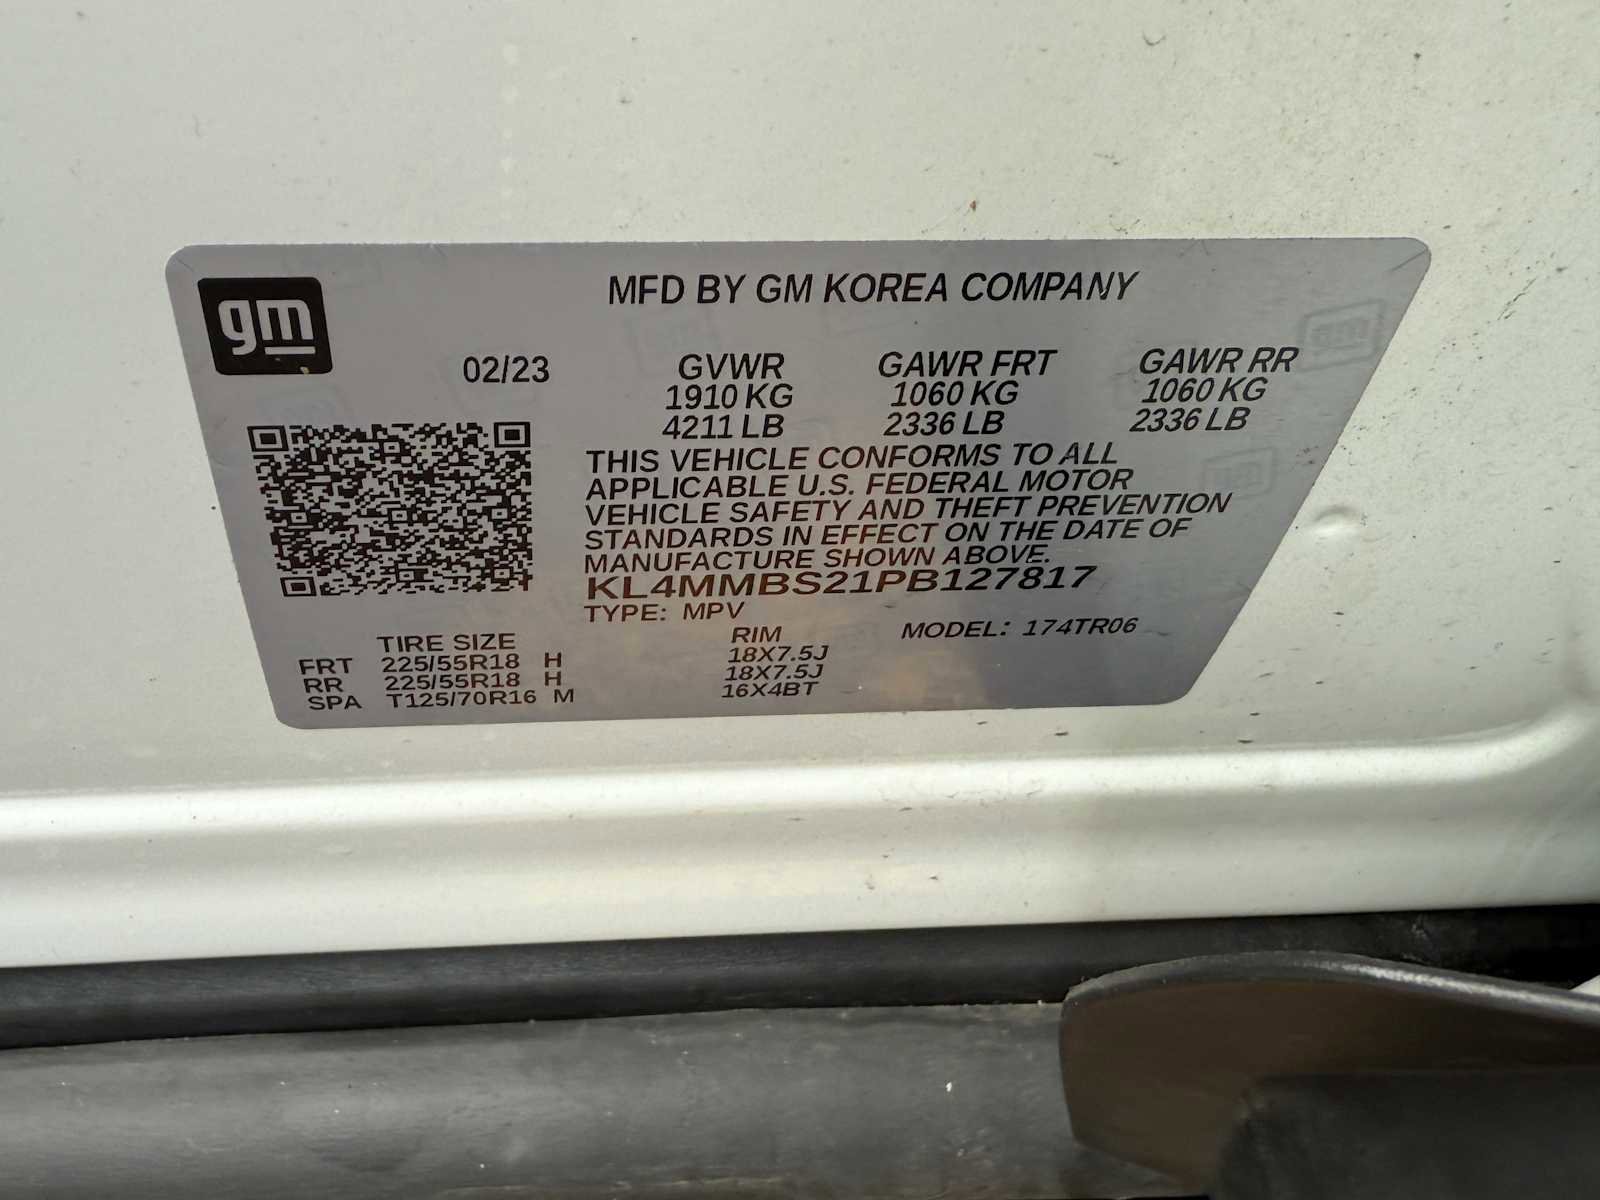 gm
MFD BY GM KOREA COMPANY
02/23 GVWR GAWR FRT GAWR RR
1910 KG 1060 KG 1060 KG
4211 LB 2336 LB 2336 LB
THIS VEHICLE CONFORMS TO ALL
APPLICABLE U.S. FEDERAL MOTOR
VEHICLE SAFETY AND THEFT PREVENTION
STANDARDS IN EFFECT ON THE DATE OF
MANUFACTURE SHOWN ABOVE.
KL4MMBS21PB127817
TYPE: MPV
MODEL: 174TR06
TIRE SIZE RIM
FRT 225/55R18 H 18X7.5J
RR 225/55R18 H 18X7.5J
SPA T125/70R16 M 16X4BT